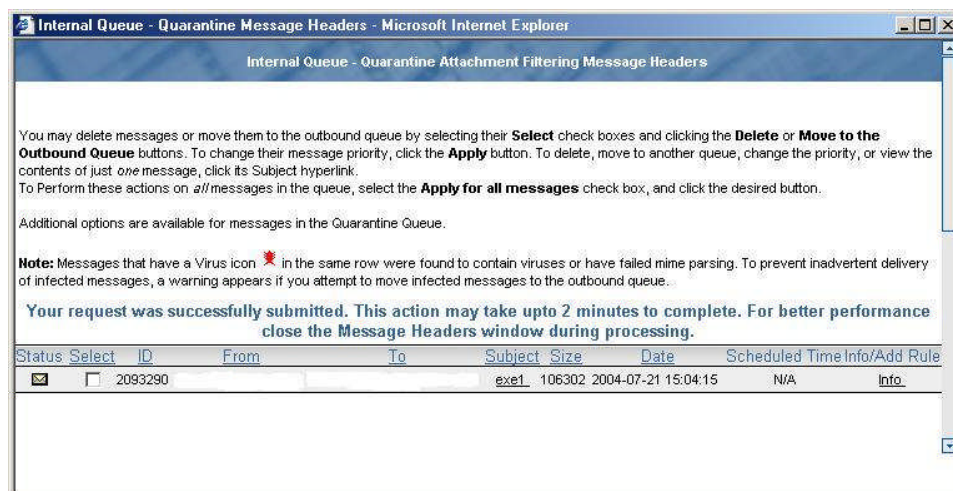 Internal Queue - Quarantine Message Headers - Microsoft Internet Explorer
Internal Queue - Quarantine Attachment Filtering Message Headers
You may delete messages or move them to the outbound queue by selecting their Select check boxes and clicking the Delete or Move to the
Outbound Queue buttons. To change their message priority, click the Apply button. To delete, move to another queue, change the priority, or view the
contents of just one message, click its Subject hyperlink.
To Perform these actions on all messages in the queue, select the Apply for all messages check box, and click the desired button.
Additional options are available for messages in the Quarantine Queue.
Note: Messages that have a Virus icon in the same row were found to contain viruses or have failed mime parsing. To prevent inadvertent delivery
of infected messages, a warning appears if you attempt to move infected messages to the outbound queue.
Your request was successfully submitted. This action may take upto 2 minutes to complete. For better performance
close the Message Headers window during processing.
Status Select ID From To Subject Size Date Scheduled Time Info/Add Rule
2093290 exe1 106302 2004-07-21 15:04:15 N/A Info